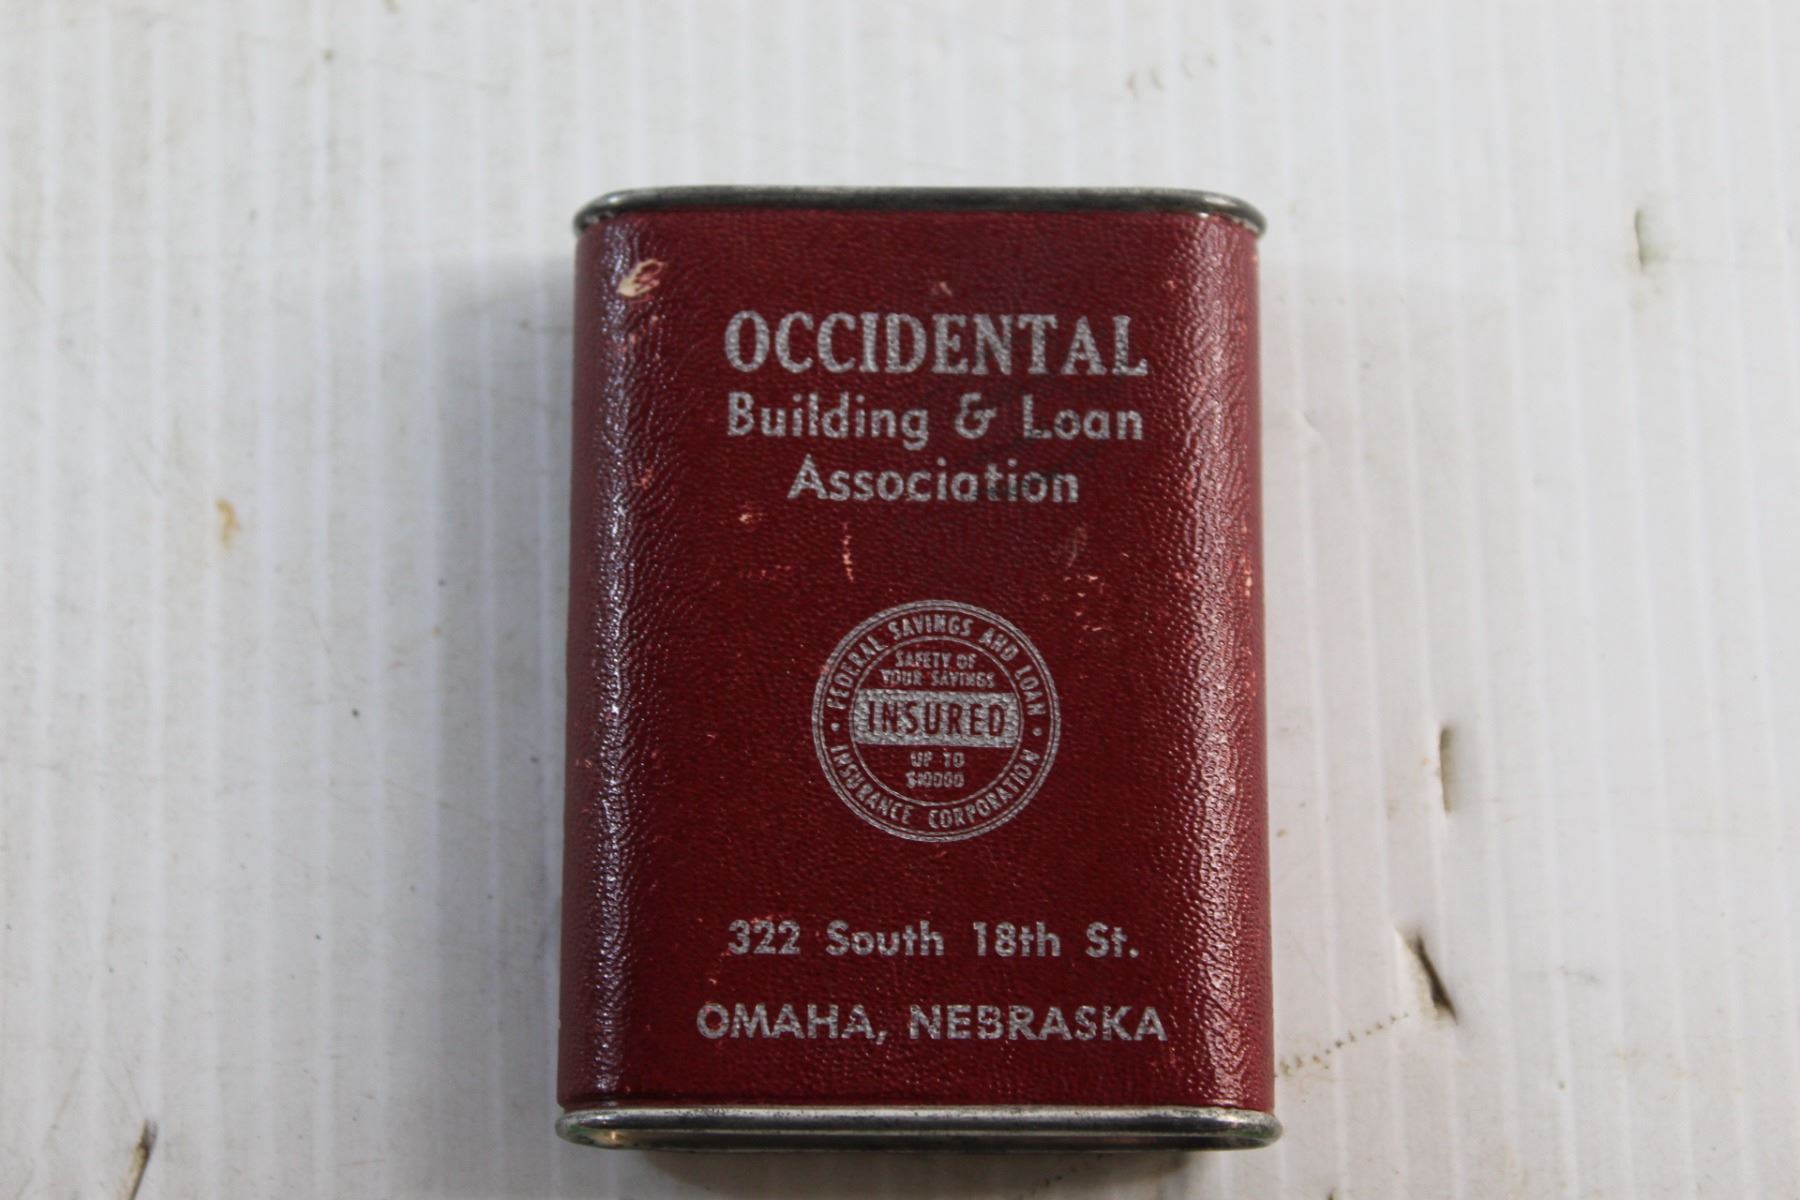 OCCIDENTAL
Building & Loan
Association
FEDERAL SAVINGS AND LOAN
INSURANCE CORPORATION
SAFETY OF
YOUR SAVINGS
INSURED
UP TO
$10000
322 South 18th St.
OMAHA, NEBRASKA